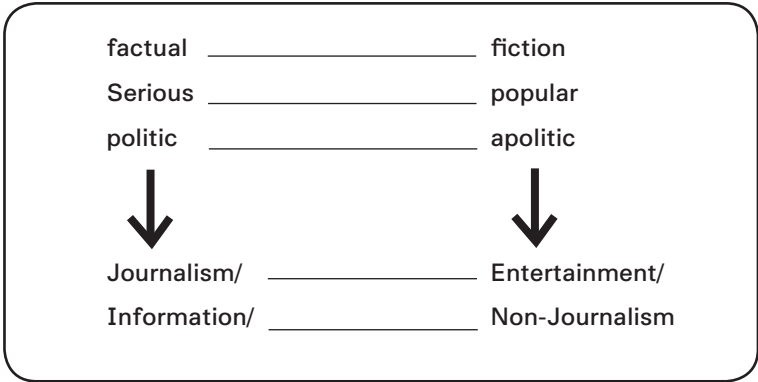 factual fiction
Serious popular
politic apolitic
Journalism/ Entertainment/
Information/ Non-Journalism